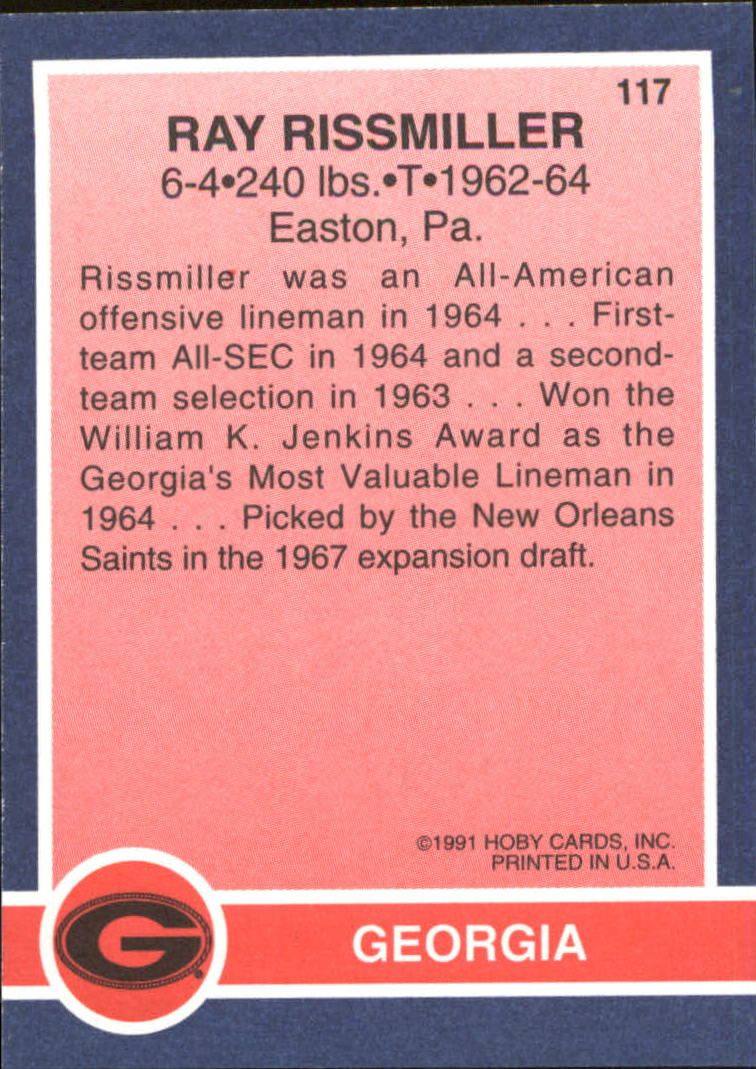 117
RAY RISSMILLER
6-4•240 lbs.•T•1962-64
Easton, Pa.
Rissmiller was an All-American
offensive lineman in 1964 . . . First-
team All-SEC in 1964 and a second-
team selection in 1963 . . . Won the
William K. Jenkins Award as the
Georgia's Most Valuable Lineman in
1964 . . . Picked by the New Orleans
Saints in the 1967 expansion draft.
©1991 HOBY CARDS, INC.
PRINTED IN U.S.A.
G
GEORGIA